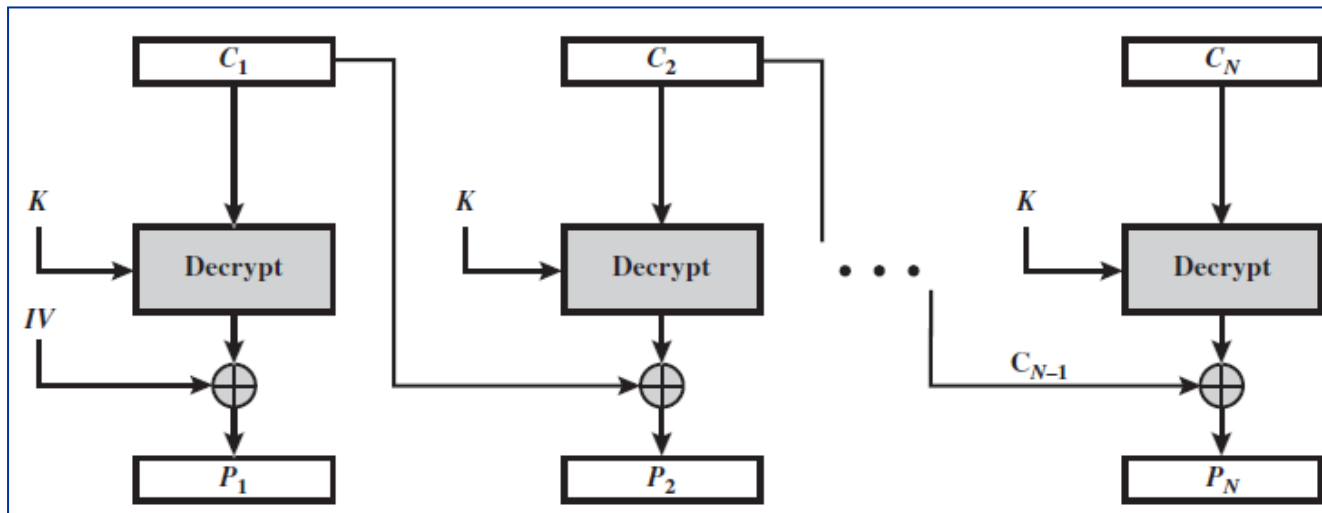 C1 C2 CN
K K K
Decrypt Decrypt • • • Decrypt
IV
CN–1
P1 P2 PN